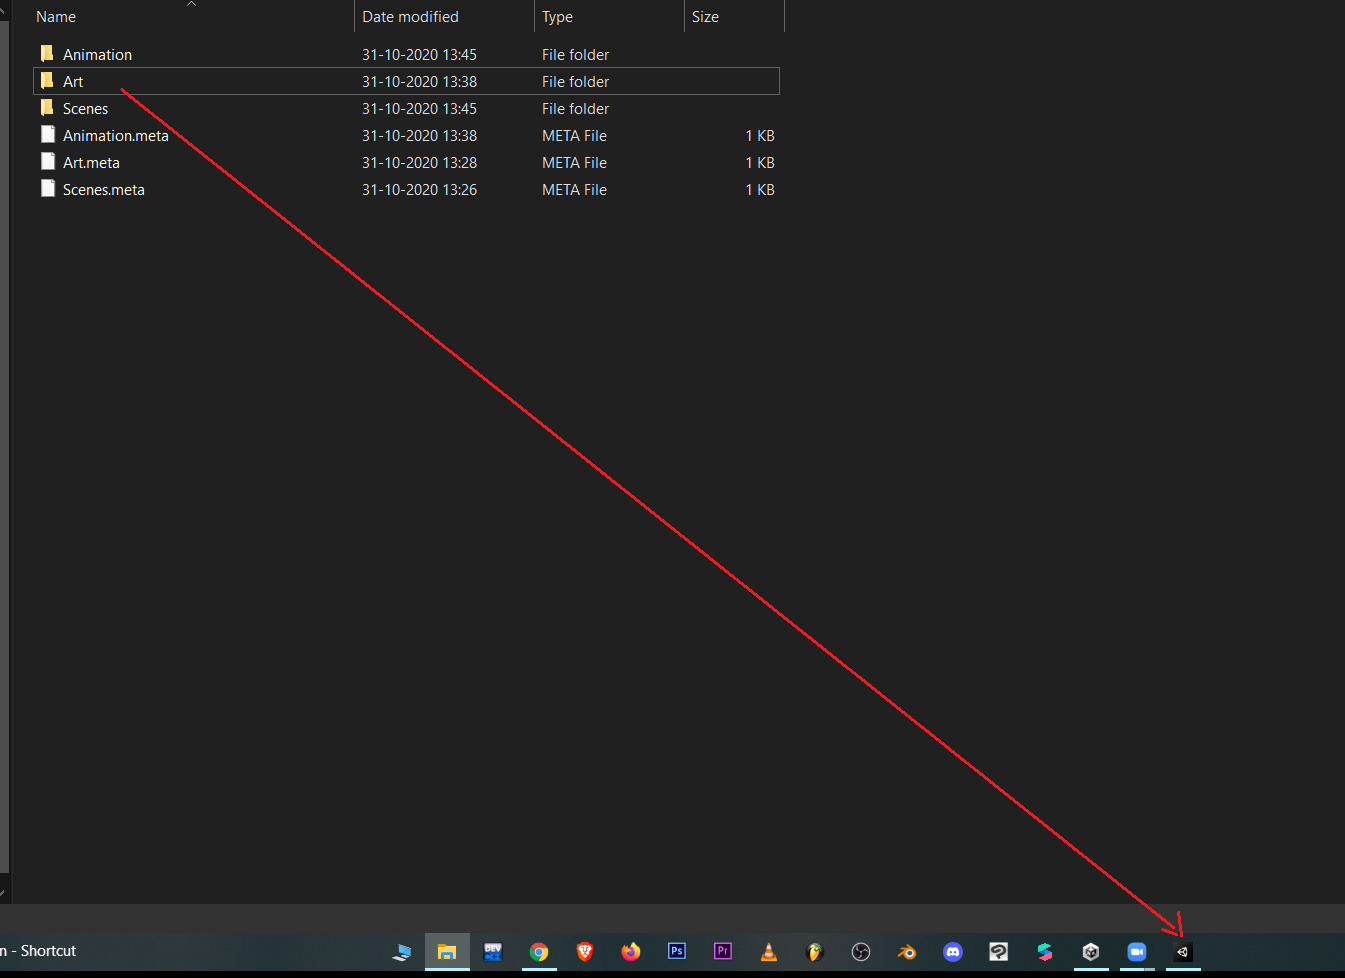 Name Date modified Type Size
Animation 31-10-2020 13:45 File folder
Art 31-10-2020 13:38 File folder
Scenes 31-10-2020 13:45 File folder
Animation.meta 31-10-2020 13:38 META File 1 KB
Art.meta 31-10-2020 13:28 META File 1 KB
Scenes.meta 31-10-2020 13:26 META File 1 KB
n - Shortcut DEV Ps Pr